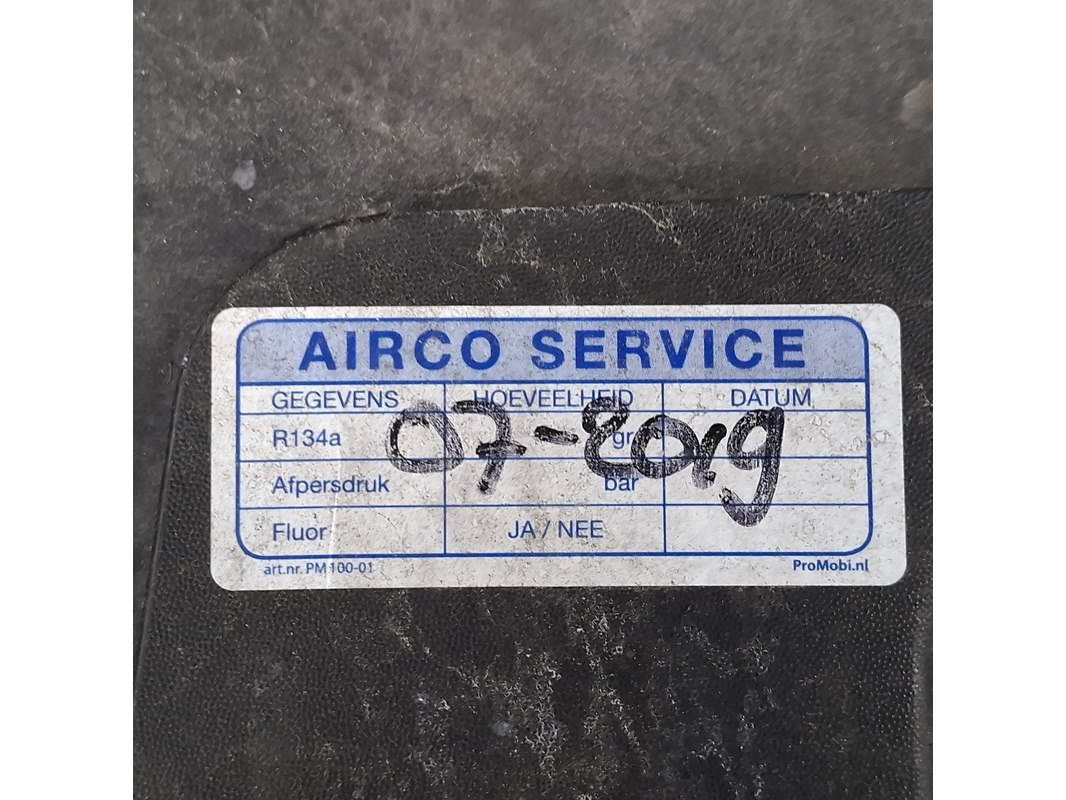 AIRCO SERVICE
GEGEVENS HOEVEELHEID DATUM
07-2019
R134a gr.
Afpersdruk bar
Fluor JA / NEE
art.nr. PM100-01 ProMobi.nl